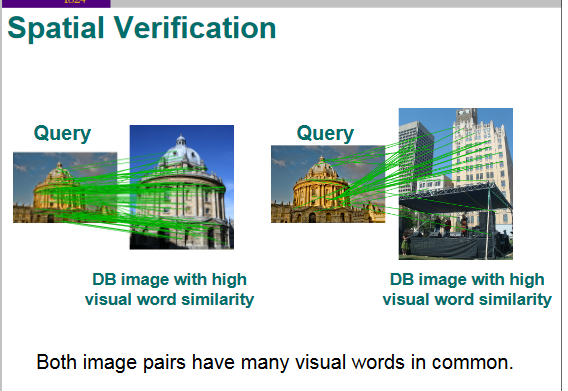 1824
Spatial Verification
Query
Query
DB image with high
visual word similarity
DB image with high
visual word similarity
Both image pairs have many visual words in common.